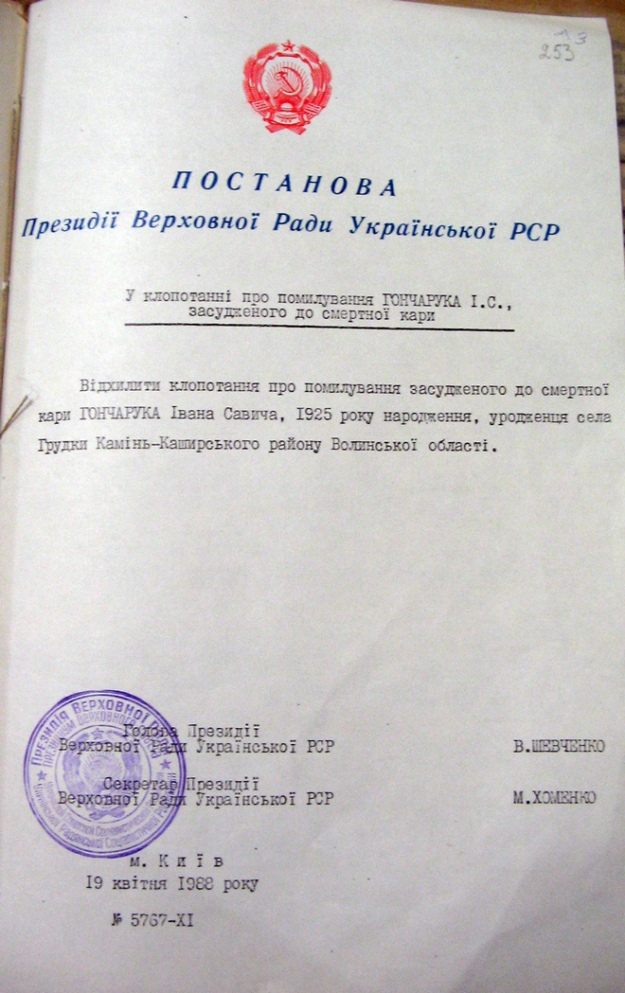 253
ПОСТАНОВА
Президії Верховної Ради Української РСР
У клопотанні про помилування ГОНЧАРУКА І.С.,
засудженого до смертної кари
Відхилити клопотання про помилування засудженого до смертної
кари ГОНЧАРУКА Івана Савича, 1925 року народження, уродженця села
Грудки Камінь-Каширського району Волинської області.
ПРЕЗИДІЯ ВЕРХОВНОЇ
Голова Президії
Верховної Ради Української РСР В.ШЕВЧЕНКО
Секретар Президії
Верховної Ради Української РСР М.ХОМЕНКО
м. Київ
19 квітня 1988 року
№ 5767-XI